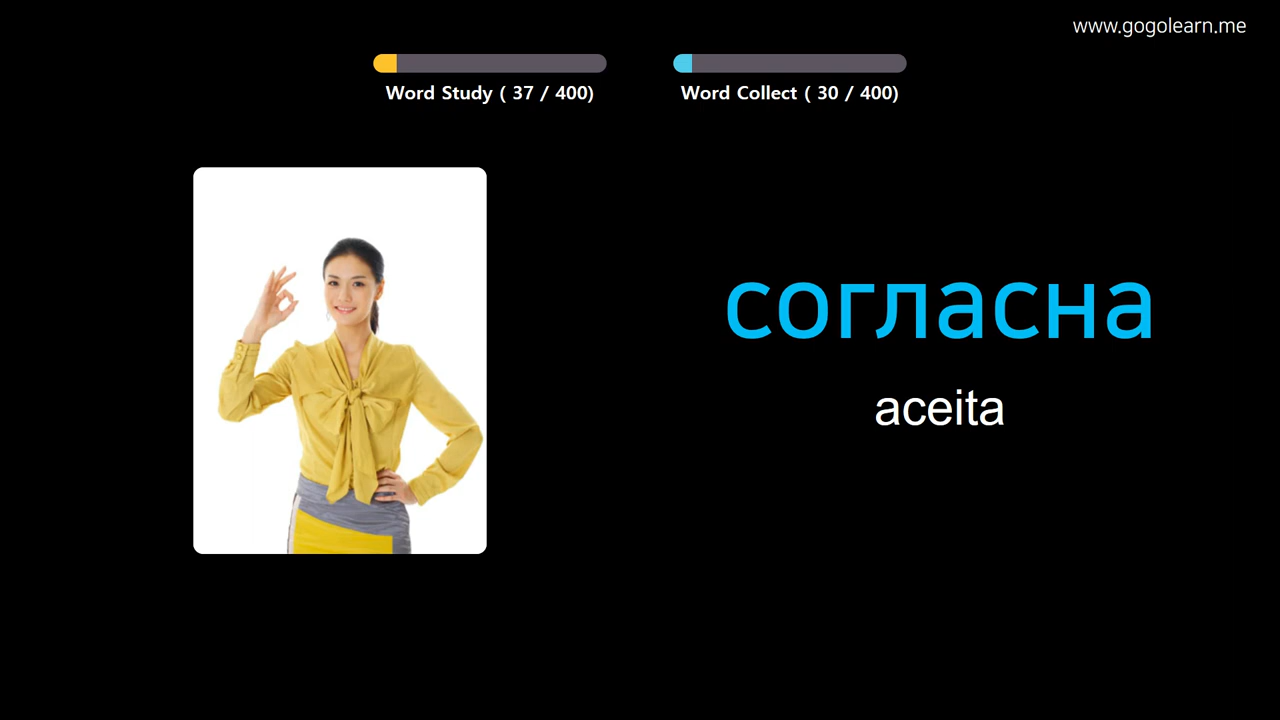 www.gogolearn.me
Word Study ( 37 / 400)
Word Collect ( 30 / 400)
согласна
aceita